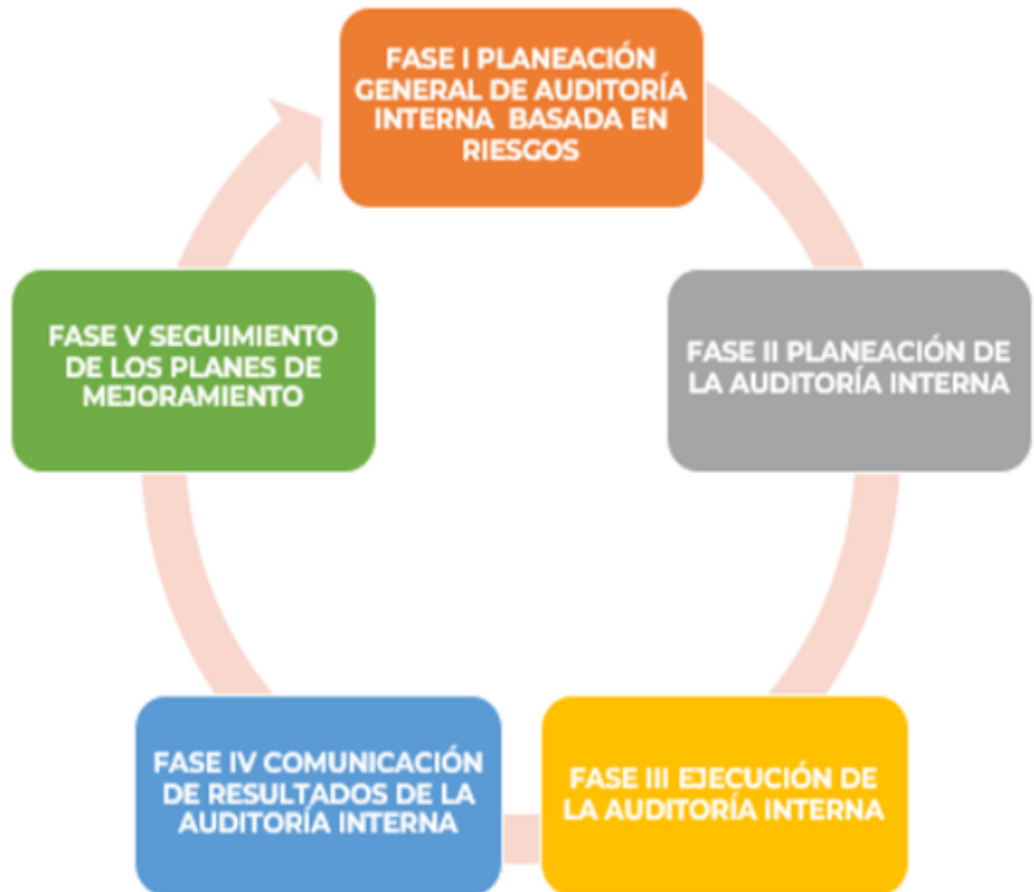 FASE I PLANEACIÓN
GENERAL DE AUDITORÍA
INTERNA BASADA EN
RIESGOS
FASE II PLANEACIÓN DE
LA AUDITORÍA INTERNA
FASE III EJECUCIÓN DE
LA AUDITORÍA INTERNA
FASE IV COMUNICACIÓN
DE RESULTADOS DE LA
AUDITORÍA INTERNA
FASE V SEGUIMIENTO
DE LOS PLANES DE
MEJORAMIENTO